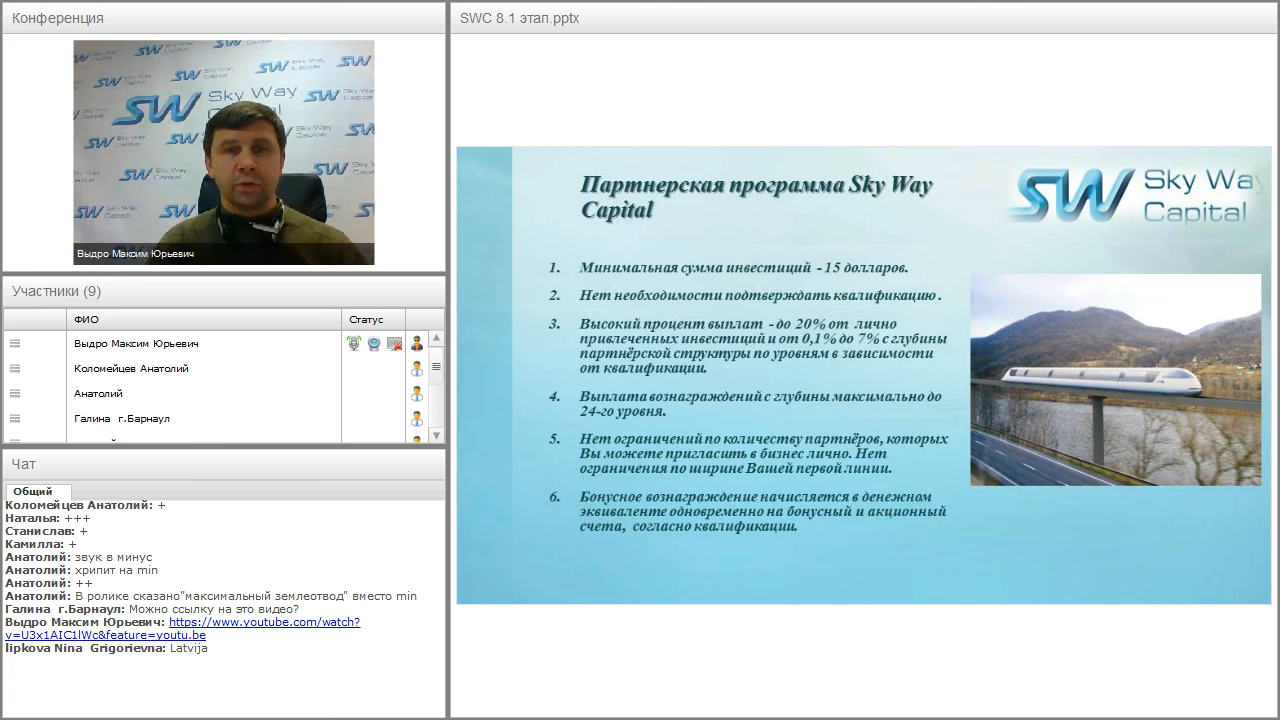 Конференция
SW Sky Way Capital
Выдро Максим Юрьевич
Участники (9)
ФИО Статус
Выдро Максим Юрьевич
Коломейцев Анатолий
Анатолий
Галина г.Барнаул
Чат
Общий
Коломейцев Анатолий: +
Наталья: +++
Станислав: +
Камилла: +
Анатолий: звук в минус
Анатолий: хрипит на min
Анатолий: ++
Анатолий: В ролике сказано"максимальный землеотвод" вместо min
Галина г.Барнаул: Можно ссылку на это видео?
Выдро Максим Юрьевич: https://www.youtube.com/watch?
v=U3x1AIC1lWc&feature=youtu.be
lipkova Nina Grigorievna: Latvija
SWC 8.1 этап.pptx
Партнерская программа Sky Way
Capital
SW Sky Way
Capital
1. Минимальная сумма инвестиций - 15 долларов.
2. Нет необходимости подтверждать квалификацию .
3. Высокий процент выплат - до 20% от лично
привлеченных инвестиций и от 0,1% до 7% с глубины
партнёрской структуры по уровням в зависимости
от квалификации.
4. Выплата вознаграждений с глубины максимально до
24-го уровня.
5. Нет ограничений по количеству партнёров, которых
Вы можете пригласить в бизнес лично. Нет
ограничения по ширине Вашей первой линии.
6. Бонусное вознаграждение начисляется в денежном
эквиваленте одновременно на бонусный и акционный
счета, согласно квалификации.